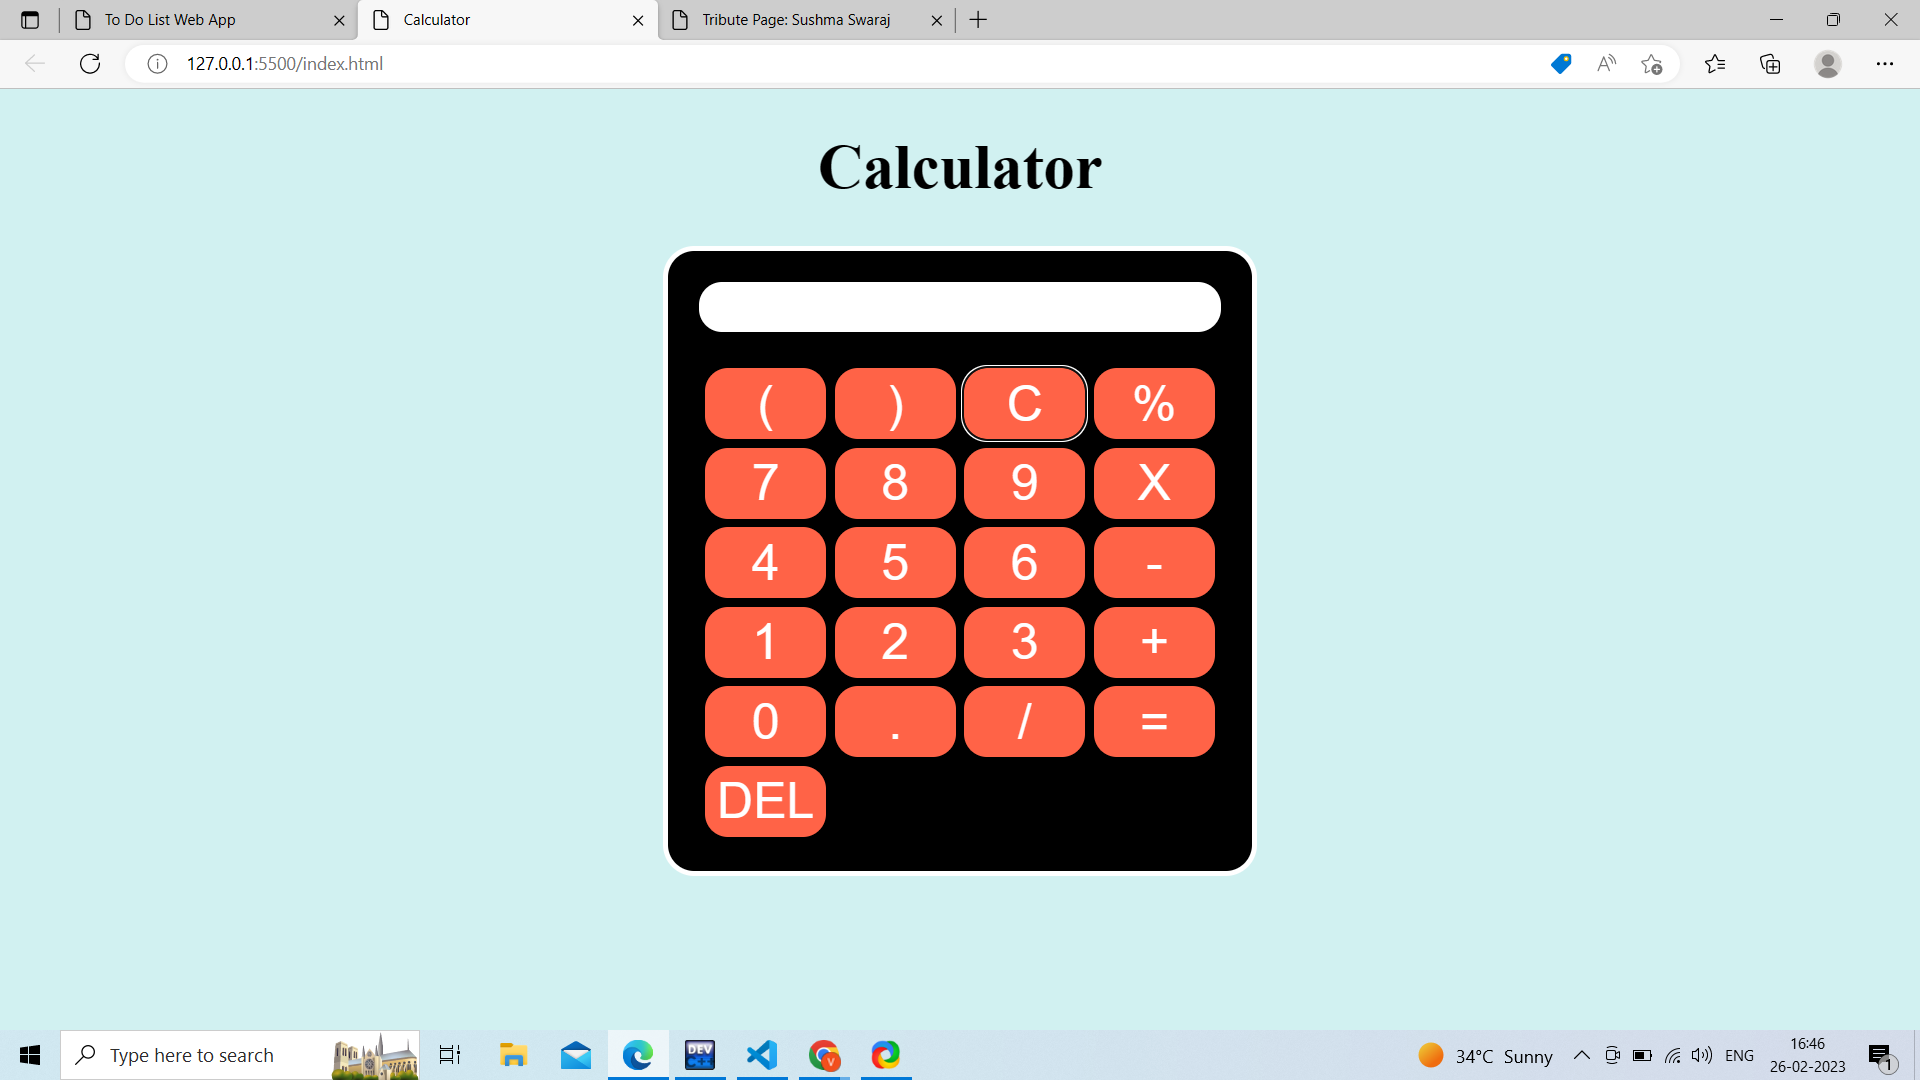 To Do List Web App
Calculator
Tribute Page: Sushma Swaraj
127.0.0.1:5500/index.html
Calculator
( ) C %
7 8 9 X
4 5 6 -
1 2 3 +
0 . / =
DEL
Type here to search
DEV
C++
V
34°C Sunny
ENG
16:46
26-02-2023
1